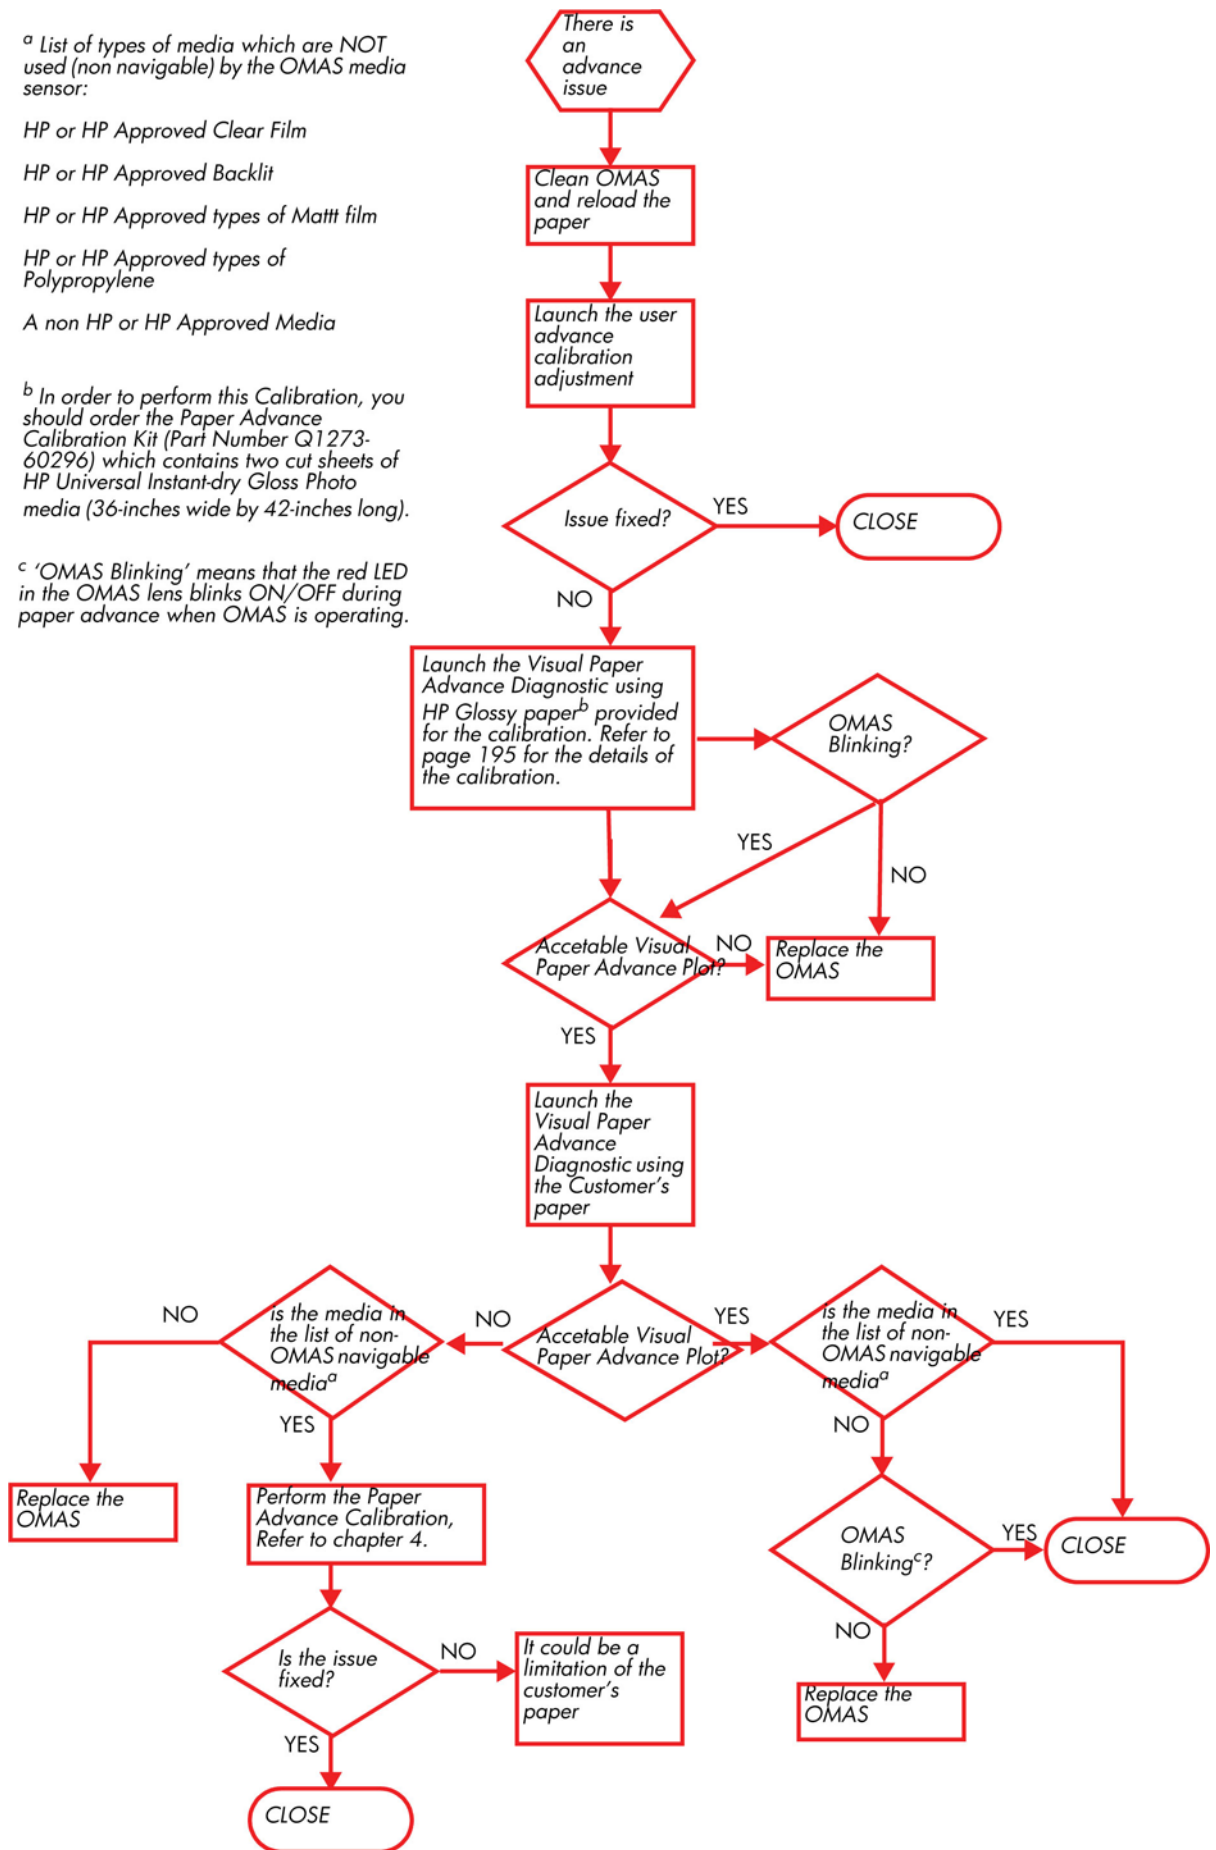 a List of types of media which are NOT
used (non navigable) by the OMAS media
sensor:
HP or HP Approved Clear Film
HP or HP Approved Backlit
HP or HP Approved types of Mattt film
HP or HP Approved types of
Polypropylene
A non HP or HP Approved Media
b In order to perform this Calibration, you
should order the Paper Advance
Calibration Kit (Part Number Q1273-
60296) which contains two cut sheets of
HP Universal Instant-dry Gloss Photo
media (36-inches wide by 42-inches long).
c ‘OMAS Blinking’ means that the red LED
in the OMAS lens blinks ON/OFF during
paper advance when OMAS is operating.
There is
an
advance
issue
Clean OMAS
and reload the
paper
Launch the user
advance
calibration
adjustment
Issue fixed?
YES
CLOSE
NO
Launch the Visual Paper
Advance Diagnostic using
HP Glossy paperb provided
for the calibration. Refer to
page 195 for the details of
the calibration.
OMAS
Blinking?
YES
NO
Accetable Visual
Paper Advance Plot?
NO
Replace the
OMAS
YES
Launch the
Visual Paper
Advance
Diagnostic using
the Customer’s
paper
Accetable Visual
Paper Advance Plot?
NO
YES
is the media in
the list of non-
OMAS navigable
mediaa
NO
YES
Replace the
OMAS
Perform the Paper
Advance Calibration,
Refer to chapter 4.
Is the issue
fixed?
NO
It could be a
limitation of the
customer’s
paper
YES
CLOSE
is the media in
the list of non-
OMAS navigable
mediaa
YES
NO
OMAS
Blinkingc?
YES
CLOSE
NO
Replace the
OMAS